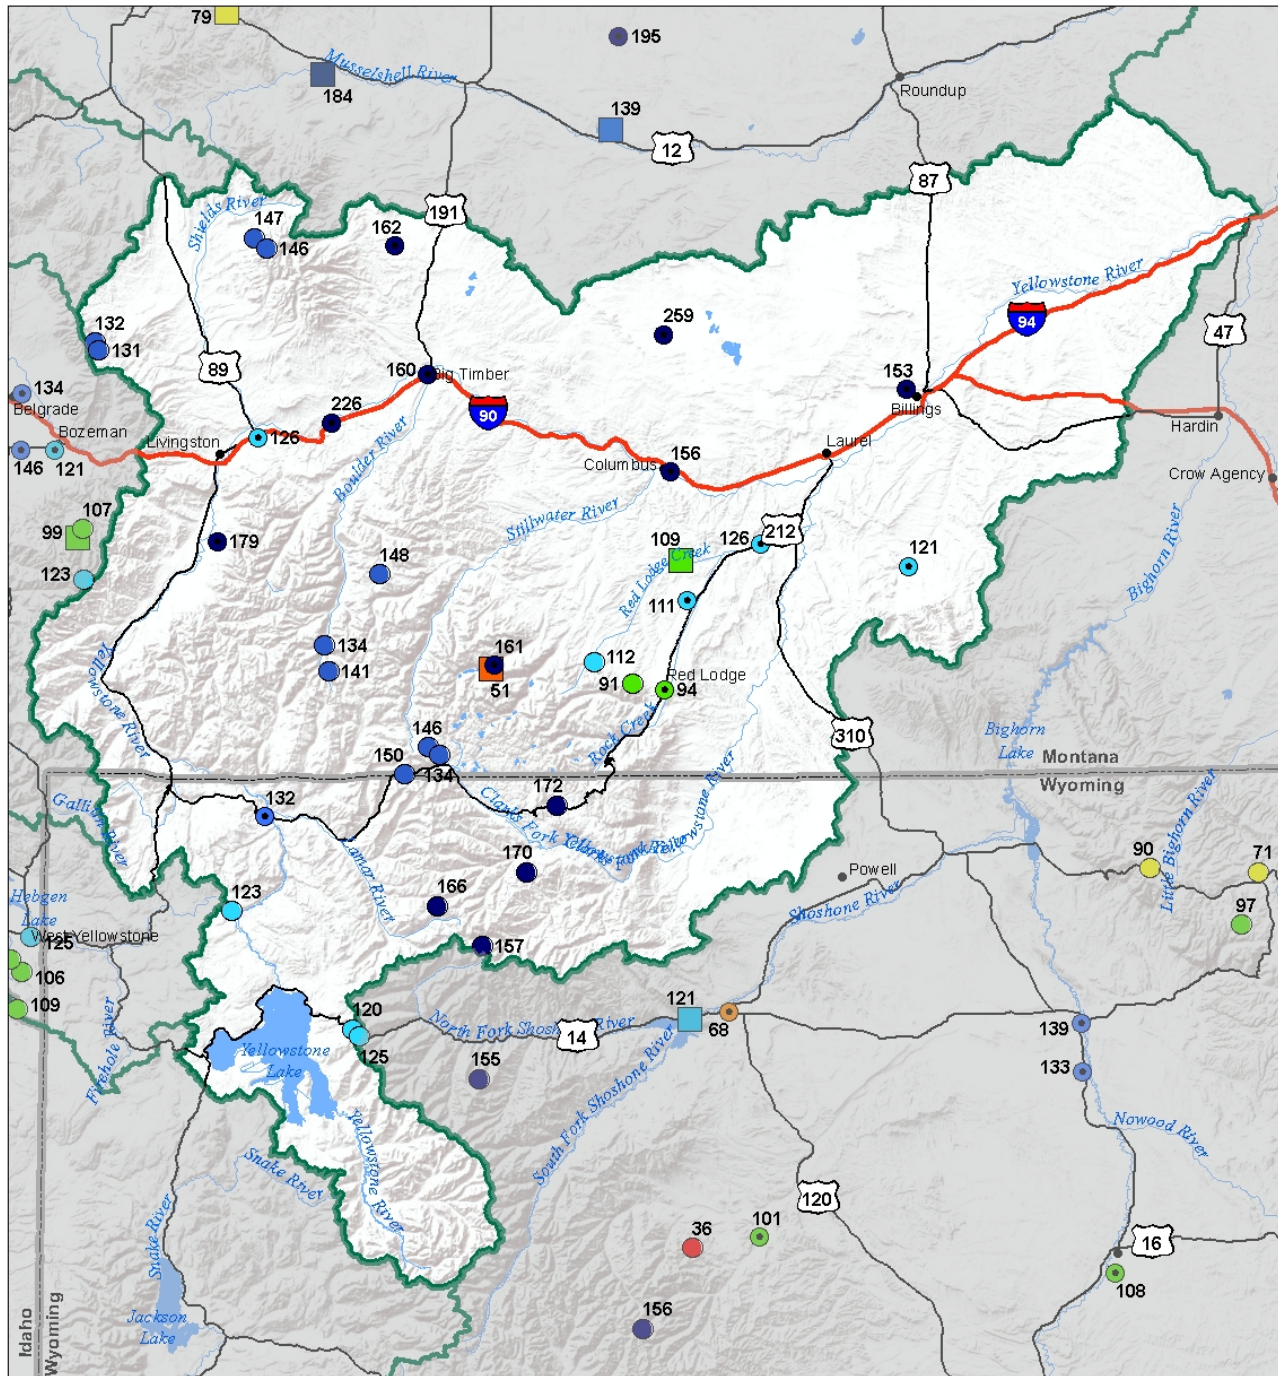 79
195
Musselshell River
184
139
Roundup
12
87
191
147
Shields River
162
146
Yellowstone River
94
259
132
131
47
89
160
Big Timber
153
134
Belgrade
Billings
226
90
Hardin
Bozeman
Livingston
126
Laurel
146
121
Boulder River
Columbus
156
Crow Agency
Stillwater River
107
99
212
126
109
179
148
Red Lodge Creek
121
Bighorn River
123
111
134
161
112
Yellowstone River
141
51
91
94
Red Lodge
146
Rock Creek
310
Bighorn
Lake
150
134
Montana
Wyoming
172
132
Gallatin River
Clarks Fork Yellowstone River
Lamar River
Little Bighorn River
90
71
170
Powell
123
166
Shoshone River
97
Hebgen
Lake
West Yellowstone
125
157
106
109
120
121
North Fork Shoshone River
68
14
139
125
Yellowstone
Lake
155
133
Firehole River
South Fork Shoshone River
Nowood River
Yellowstone River
Snake River
120
Snake River
36
101
16
108
Jackson
Lake
156
Idaho
Wyoming